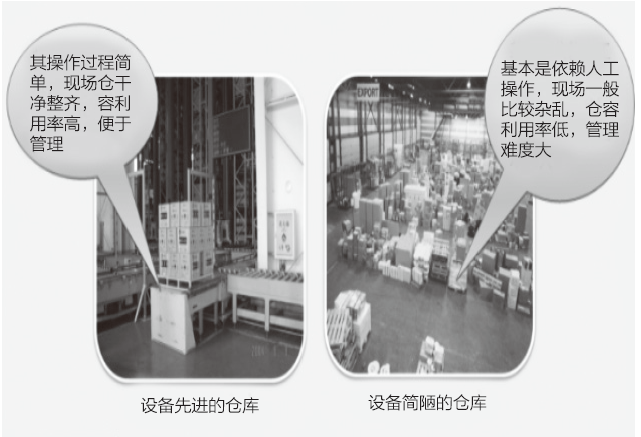 其操作过程简
单，现场仓干
净整齐，容利
用率高，便于
管理
基本是依赖人工
操作，现场一般
比较杂乱，仓容
利用率低，管理
难度大
EXPORT
设备先进的仓库
设备简陋的仓库